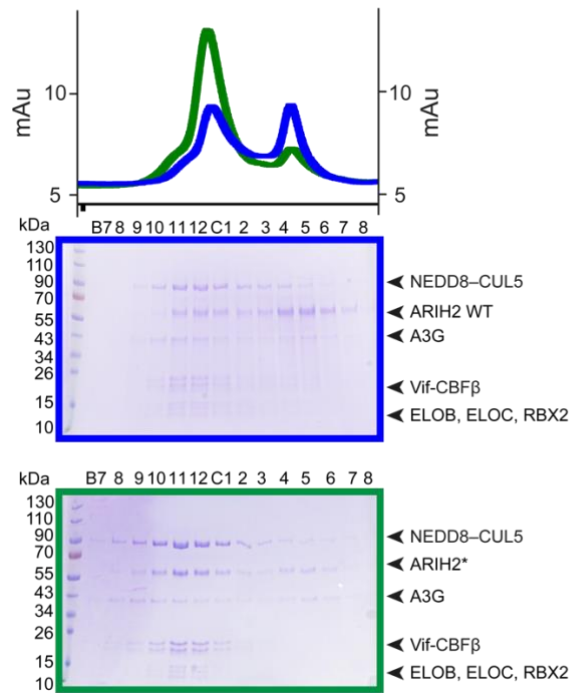 10 10
mAu mAu
5 5
kDa B7 8 9 10 11 12 C1 2 3 4 5 6 7 8
130
110
90 NEDD8–CUL5
70
55 ARIH2 WT
43 A3G
34
26
Vif-CBFβ
15
10 ELOB, ELOC, RBX2
kDa B7 8 9 10 11 12 C1 2 3 4 5 6 7 8
130
110
90 NEDD8–CUL5
70
55 ARIH2*
43 A3G
34
26
Vif-CBFβ
15
10 ELOB, ELOC, RBX2